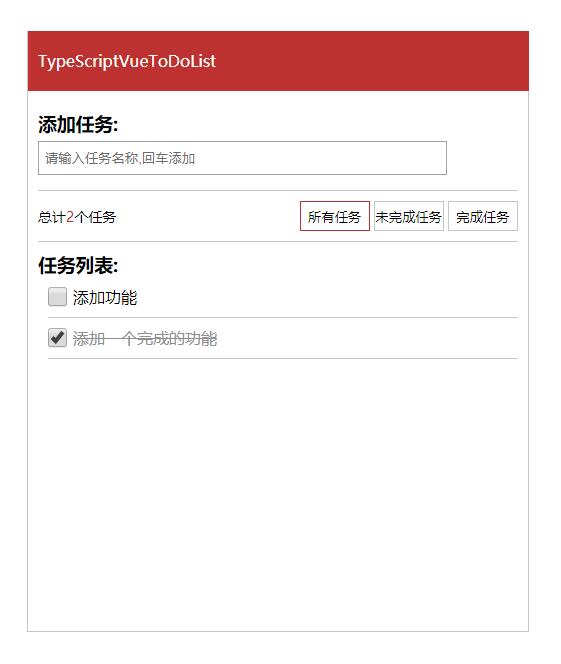 TypeScriptVueToDoList
添加任务:
请输入任务名称,回车添加
总计2个任务 所有任务 未完成任务 完成任务
任务列表:
添加功能
添加一个完成的功能